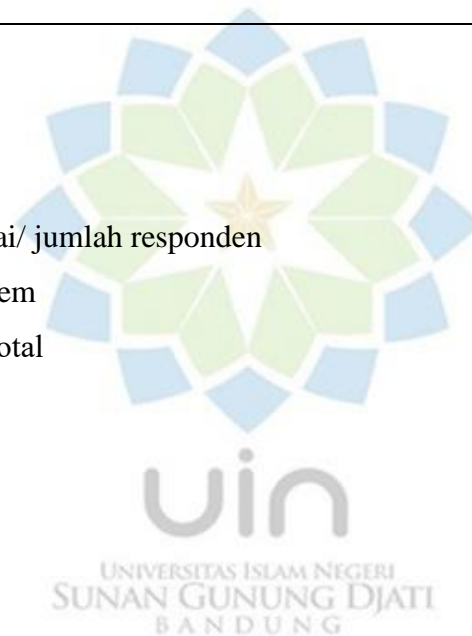 ai/ jumlah responden
em
otal
uin
UNIVERSITAS ISLAM NEGERI
SUNAN GUNUNG DJATI
BANDUNG